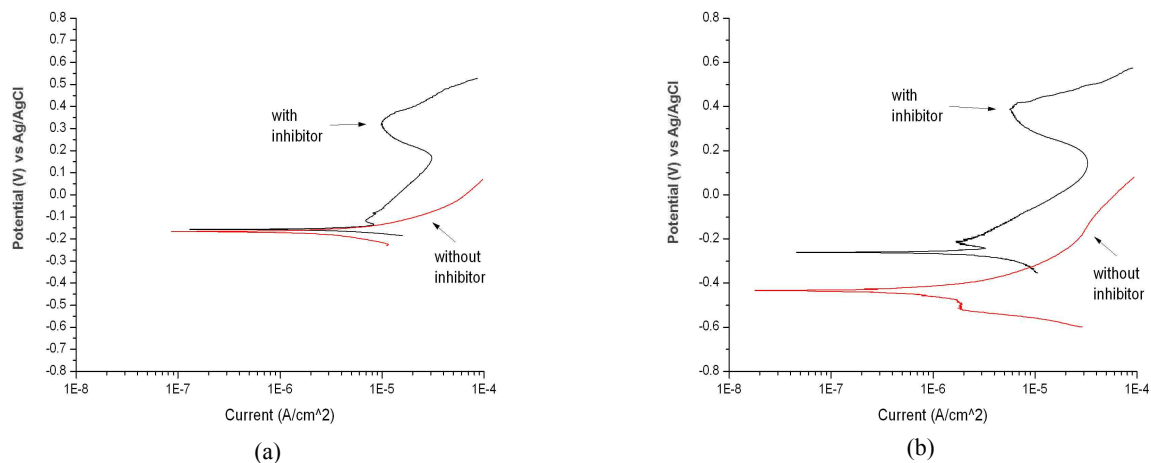 0.8
0.7
0.6
0.5
0.4
0.3
0.2
0.1
0.0
-0.1
-0.2
-0.3
-0.4
-0.5
-0.6
-0.7
-0.8
Potential (V) vs Ag/AgCl
with
inhibitor
without
inhibitor
1E-7 1E-6 1E-5 1E-4
Current (A/cm^2)
(a)
0.8
0.6
0.4
0.2
0.0
-0.2
-0.4
-0.6
-0.8
Potential (V) vs Ag/AgCl
with
inhibitor
without
inhibitor
1E-8 1E-7 1E-6 1E-5 1E-4
Current (A/cm^2)
(b)